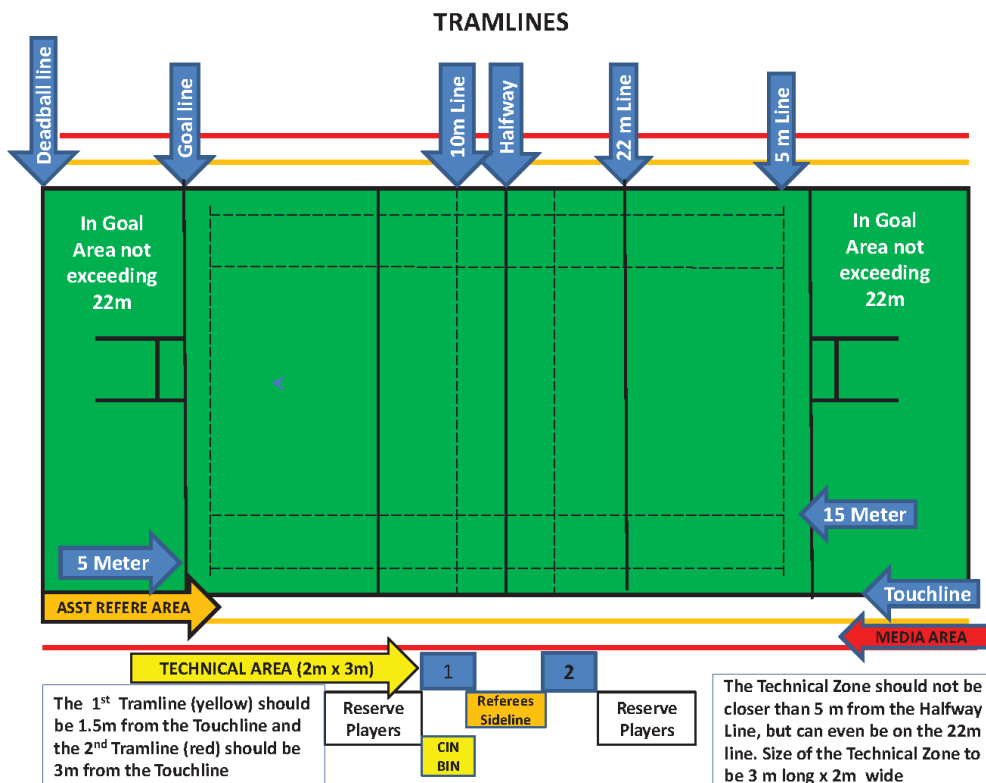 TRAMLINES
Deadball line
Goal line
10m Line
Halfway
22 m Line
5 m Line
In Goal
Area not
exceeding
22m
In Goal
Area not
exceeding
22m
15 Meter
5 Meter
Touchline
ASST REFERE AREA
MEDIA AREA
TECHNICAL AREA (2m x 3m)
1
2
Reserve
Players
Referees
Sideline
Reserve
Players
CIN
BIN
The 1st Tramline (yellow) should
be 1.5m from the Touchline and
the 2nd Tramline (red) should be
3m from the Touchline
The Technical Zone should not be
closer than 5 m from the Halfway
Line, but can even be on the 22m
line. Size of the Technical Zone to
be 3 m long x 2m wide